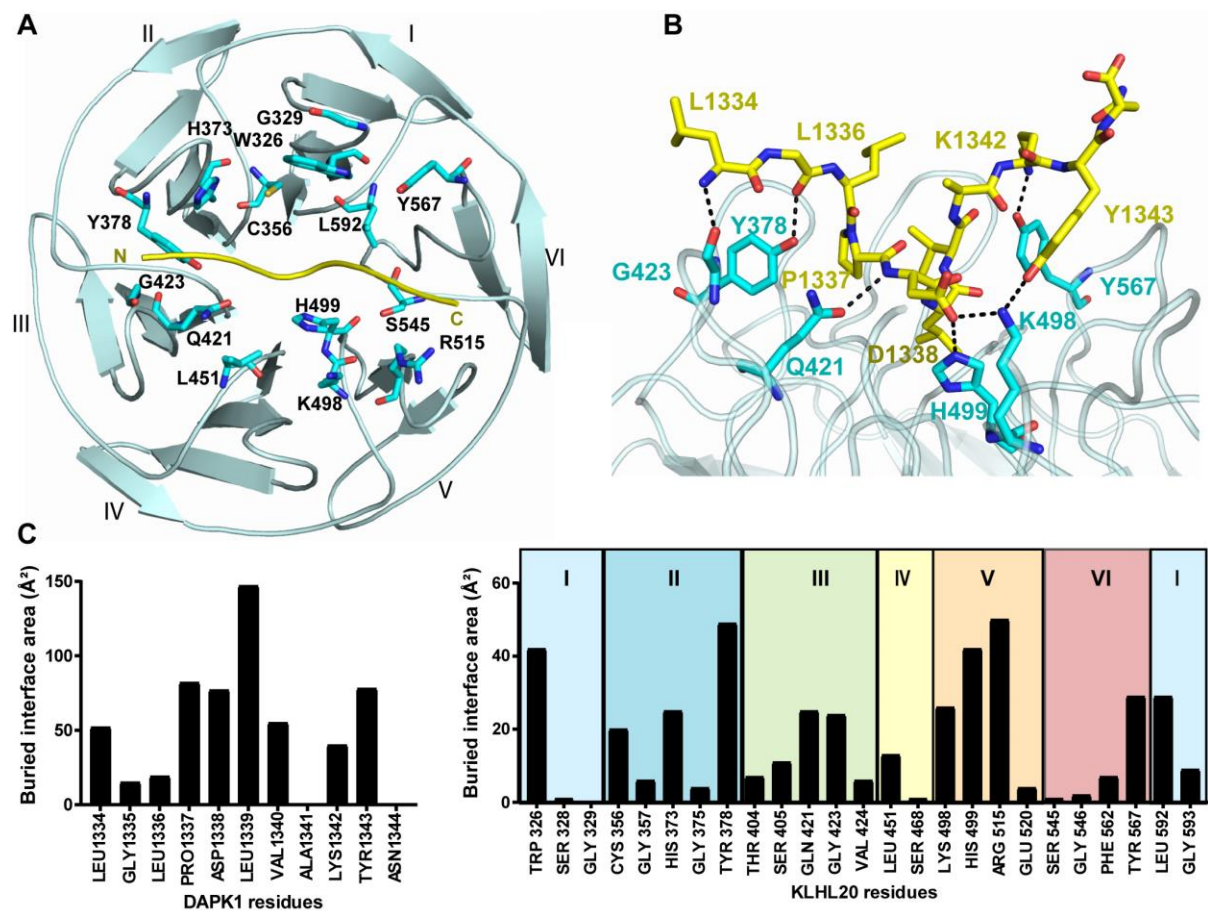 A
II
I
G329
H373
W326
Y378
C356
L592
Y567
N
III
VI
G423
H499
S545
C
Q421
R515
L451
K498
IV
V
B
L1334
L1336
K1342
Y378
Y1343
G423
P1337
Y567
K498
Q421
D1338
H499
C
Buried interface area (Å²)
150
100
50
0
LEU1334
GLY1335
LEU1336
PRO1337
ASP1338
LEU1339
VAL1340
ALA1341
LYS1342
TYR1343
ASN1344
DAPK1 residues
Buried interface area (Å²)
60
40
20
0
I
II
III
IV
V
VI
I
TRP 326
SER 328
GLY 329
CYS 356
GLY 357
HIS 373
GLY 375
TYR 378
THR 404
SER 405
GLN 421
GLY 423
VAL 424
LEU 451
SER 468
LYS 498
HIS 499
ARG 515
GLU 520
SER 545
GLY 546
PHE 562
TYR 567
LEU 592
GLY 593
KLHL20 residues